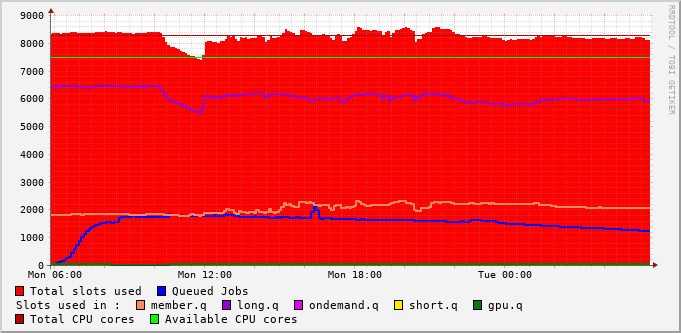 9000
8000
7000
6000
5000
4000
3000
2000
1000
0
Mon 06:00 Mon 12:00 Mon 18:00 Tue 00:00
Total slots used Queued Jobs
Slots used in : member.q long.q ondemand.q short.q gpu.q
Total CPU cores Available CPU cores
RRDTOOL / TOBI OETIKER